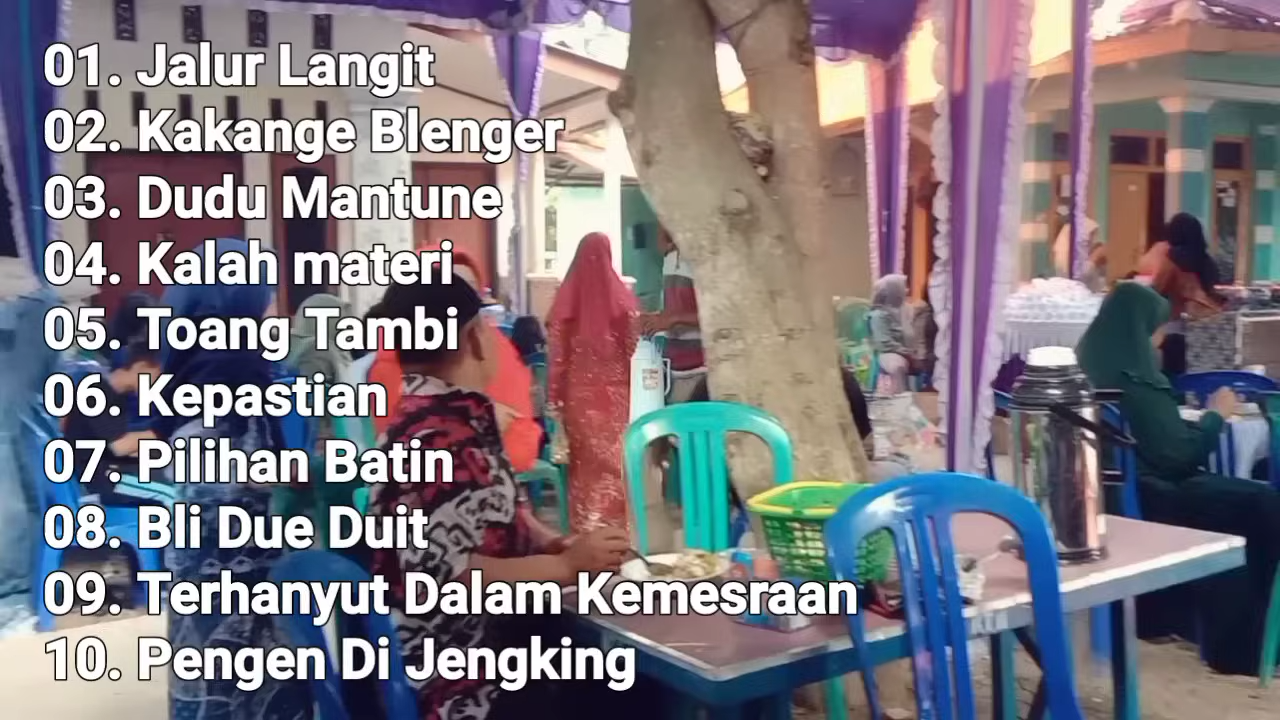 01. Jalur Langit
02. Kakange Blenger
03. Dudu Mantune
04. Kalah materi
05. Toang Tambi
06. Kepastian
07. Pilihan Batin
08. Bli Due Duit
09. Terhanyut Dalam Kemesraan
10. Pengen Di Jengking